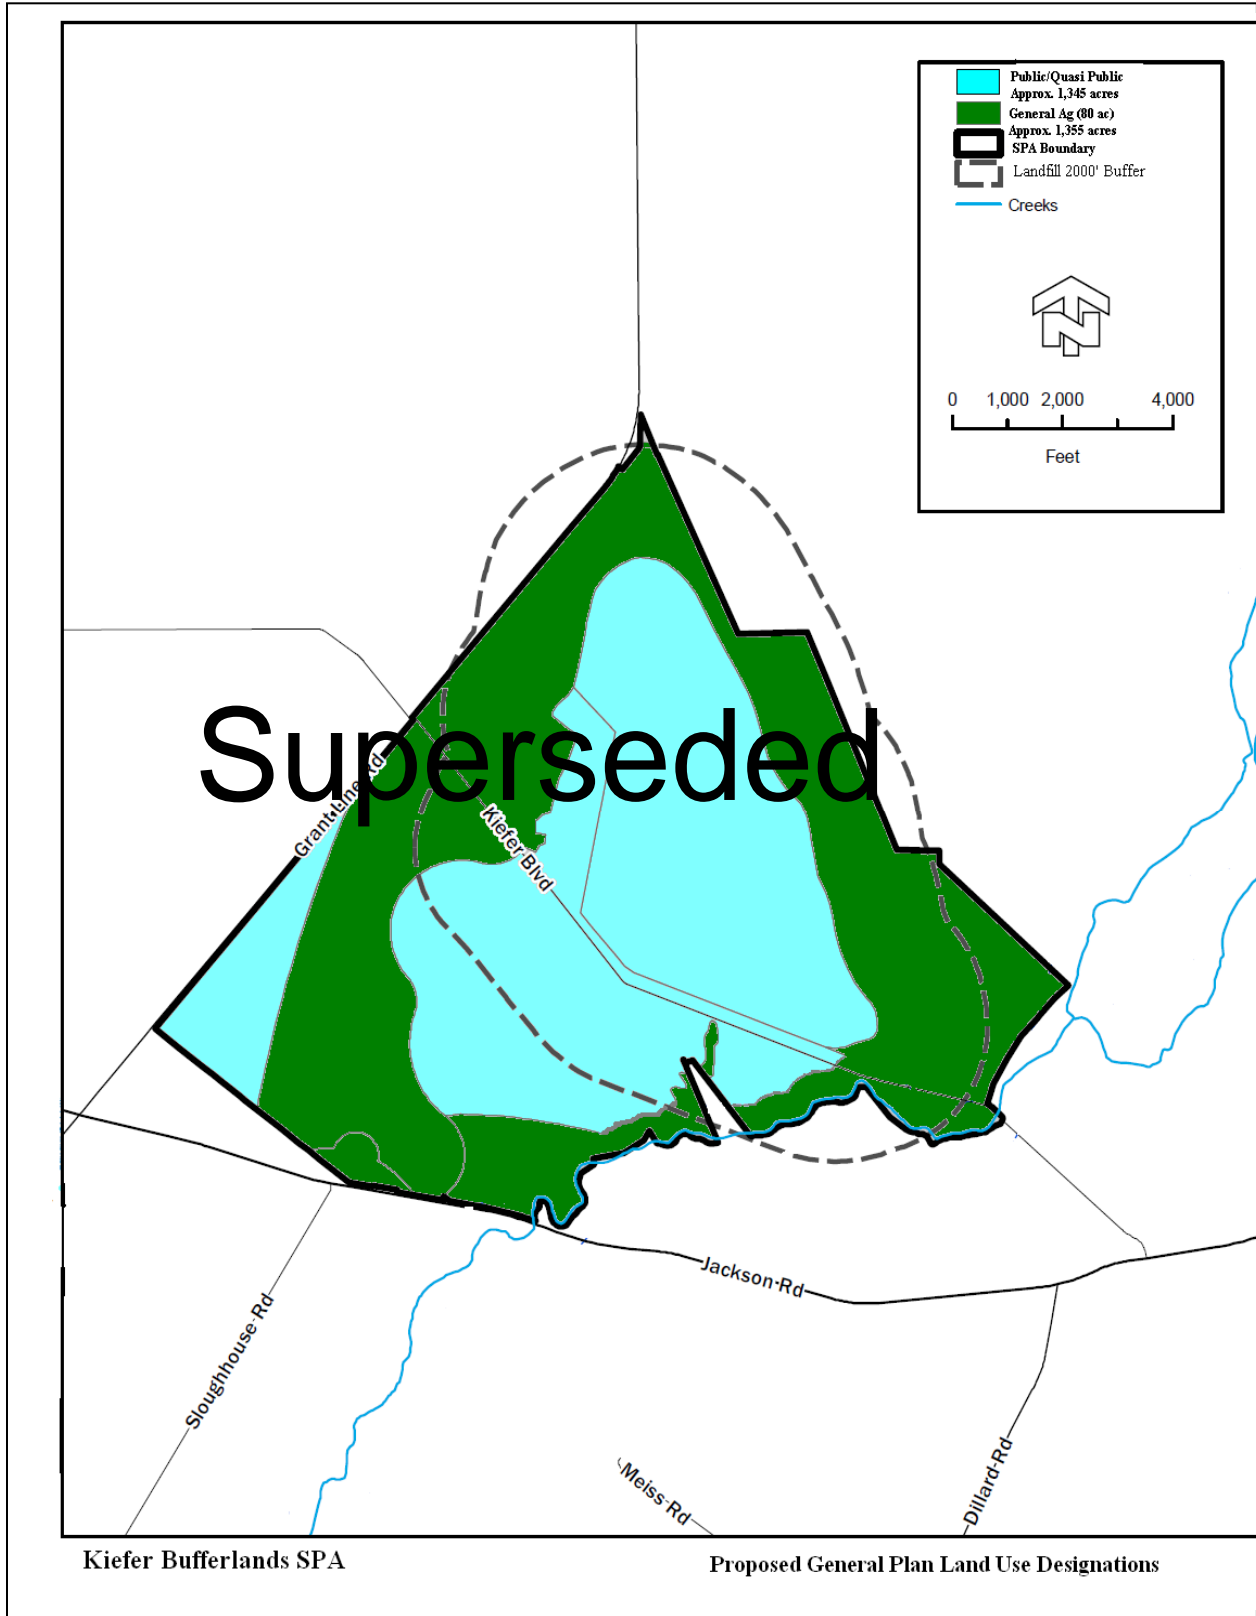 Public/Quasi Public
Approx. 1,345 acres
General Ag (80 ac)
Approx. 1,355 acres
SPA Boundary
Landfill 2000' Buffer
Creeks
N
0 1,000 2,000 4,000
Feet
Superseded
Grant Line Rd
Kiefer Blvd
Jackson Rd
Sloughhouse Rd
Meiss Rd
Dillard Rd
Kiefer Bufferlands SPA
Proposed General Plan Land Use Designations